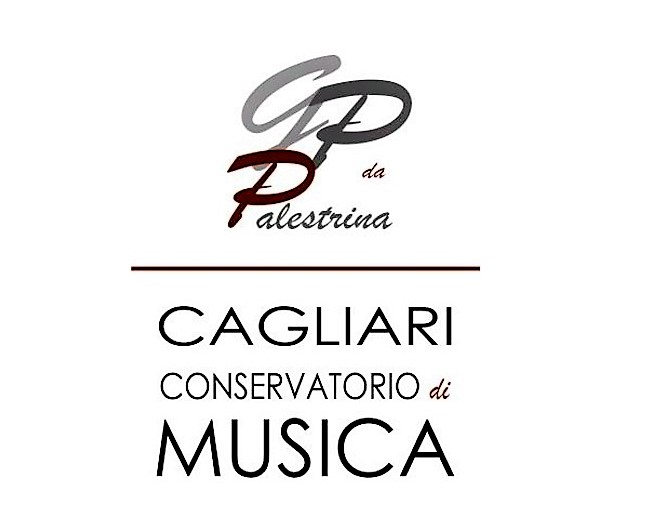 GP
da
Palestrina
CAGLIARI
CONSERVATORIO di
MUSICA